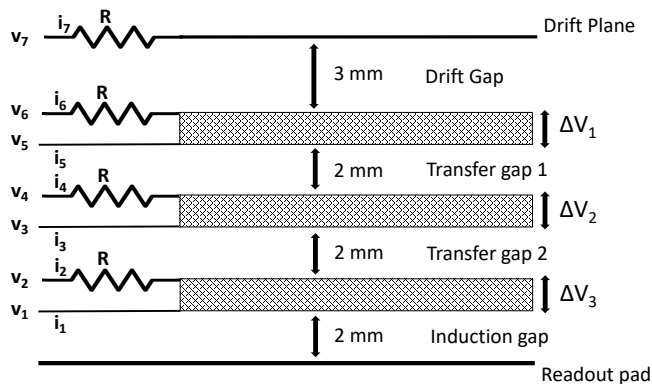 i₇ R
v₇
Drift Plane
3 mm Drift Gap
i₆ R
v₆
ΔV₁
v₅
i₅
2 mm Transfer gap 1
i₄ R
v₄
ΔV₂
v₃
i₃
2 mm Transfer gap 2
i₂ R
v₂
ΔV₃
v₁
i₁
2 mm Induction gap
Readout pad